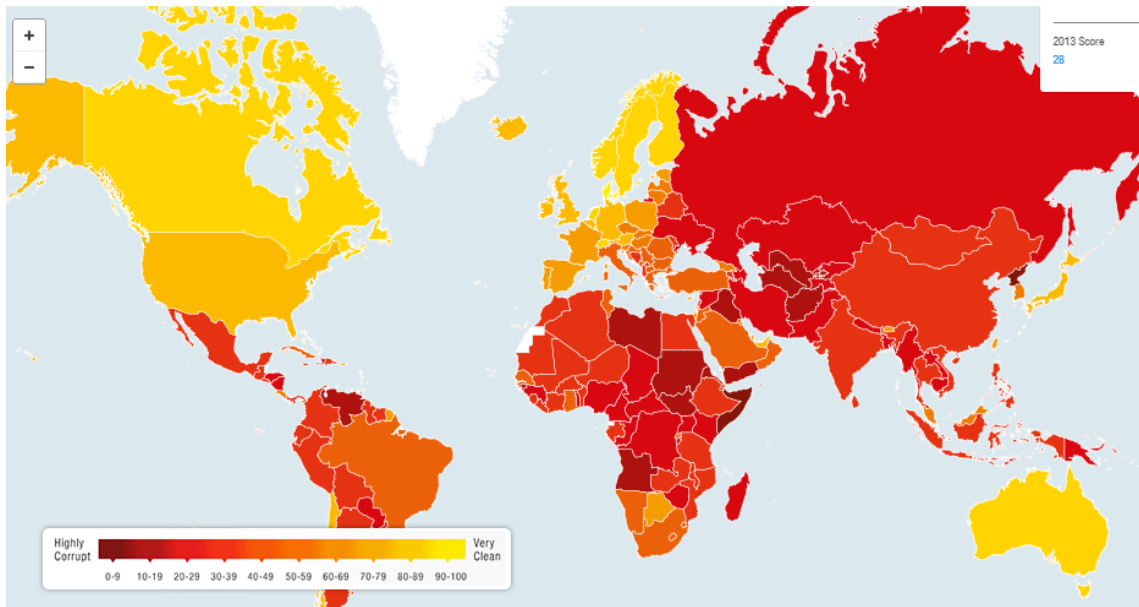 +
−
2013 Score
28
Highly Corrupt
Very Clean
0-9 10-19 20-29 30-39 40-49 50-59 60-69 70-79 80-89 90-100